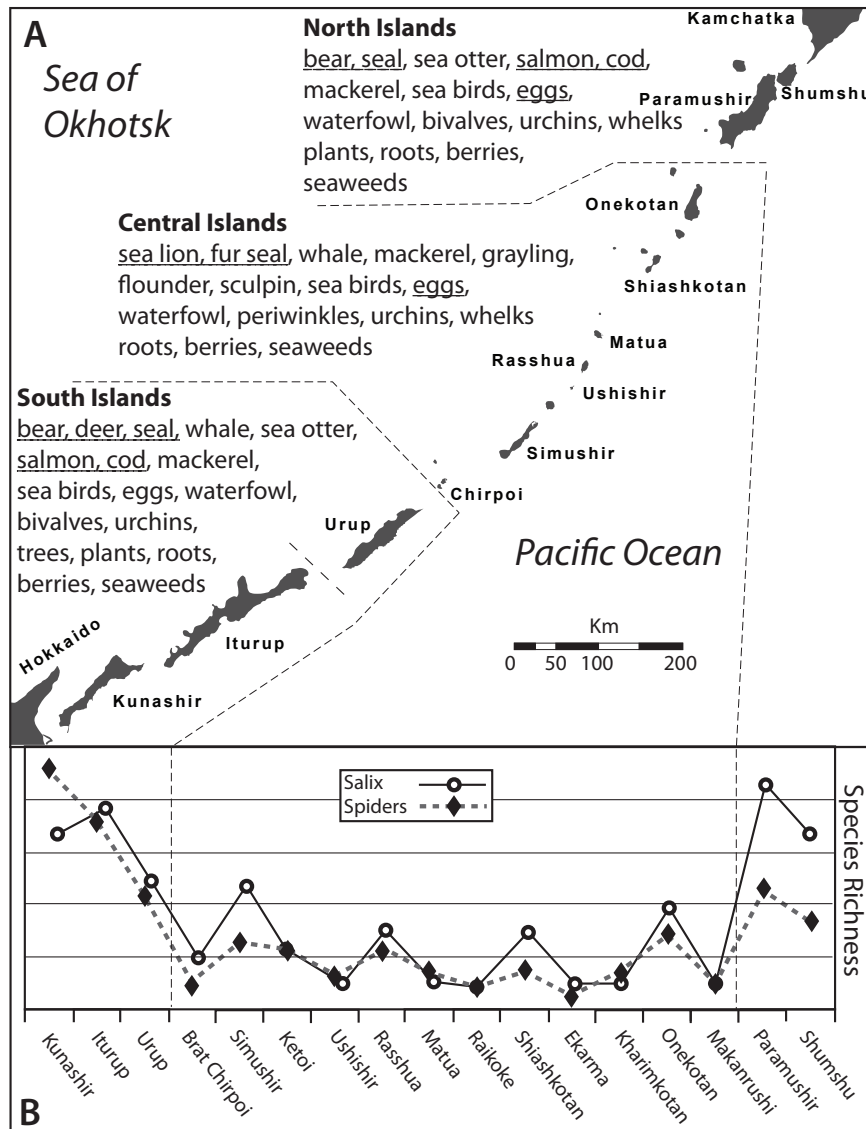 A
Sea of
Okhotsk
North Islands
bear, seal, sea otter, salmon, cod,
mackerel, sea birds, eggs,
waterfowl, bivalves, urchins, whelks
plants, roots, berries,
seaweeds
Kamchatka
Paramushir
Shumshu
Onekotan
Central Islands
sea lion, fur seal, whale, mackerel, grayling,
flounder, sculpin, sea birds, eggs,
waterfowl, periwinkles, urchins, whelks
roots, berries, seaweeds
Shiashkotan
Matua
Rasshua
Ushishir
Simushir
South Islands
bear, deer, seal, whale, sea otter,
salmon, cod, mackerel,
sea birds, eggs, waterfowl,
bivalves, urchins,
trees, plants, roots,
berries, seaweeds
Chirpoi
Urup
Pacific Ocean
Iturup
Hokkaido
Kunashir
Km
0 50 100 200
Salix
Spiders
Species Richness
Kunashir
Iturup
Urup
Brat Chirpoi
Simushir
Ketoi
Ushishir
Rasshua
Matua
Raikoke
Shiashkotan
Ekarma
Kharimkotan
Onekotan
Makanrushi
Paramushir
Shumshu
B